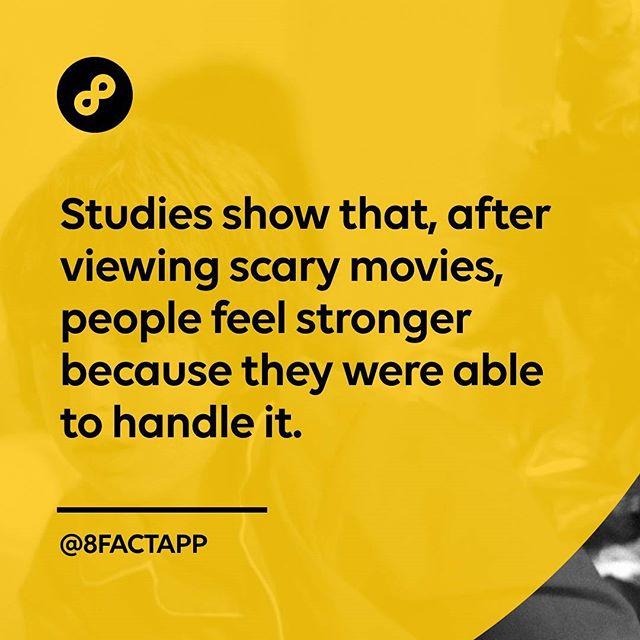 Studies show that, after
viewing scary movies,
people feel stronger
because they were able
to handle it.
@8FACTAPP